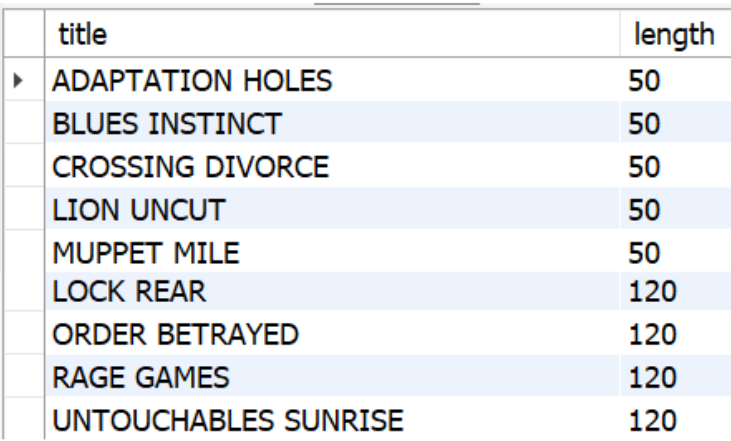 title length
ADAPTATION HOLES 50
BLUES INSTINCT 50
CROSSING DIVORCE 50
LION UNCUT 50
MUPPET MILE 50
LOCK REAR 120
ORDER BETRAYED 120
RAGE GAMES 120
UNTOUCHABLES SUNRISE 120